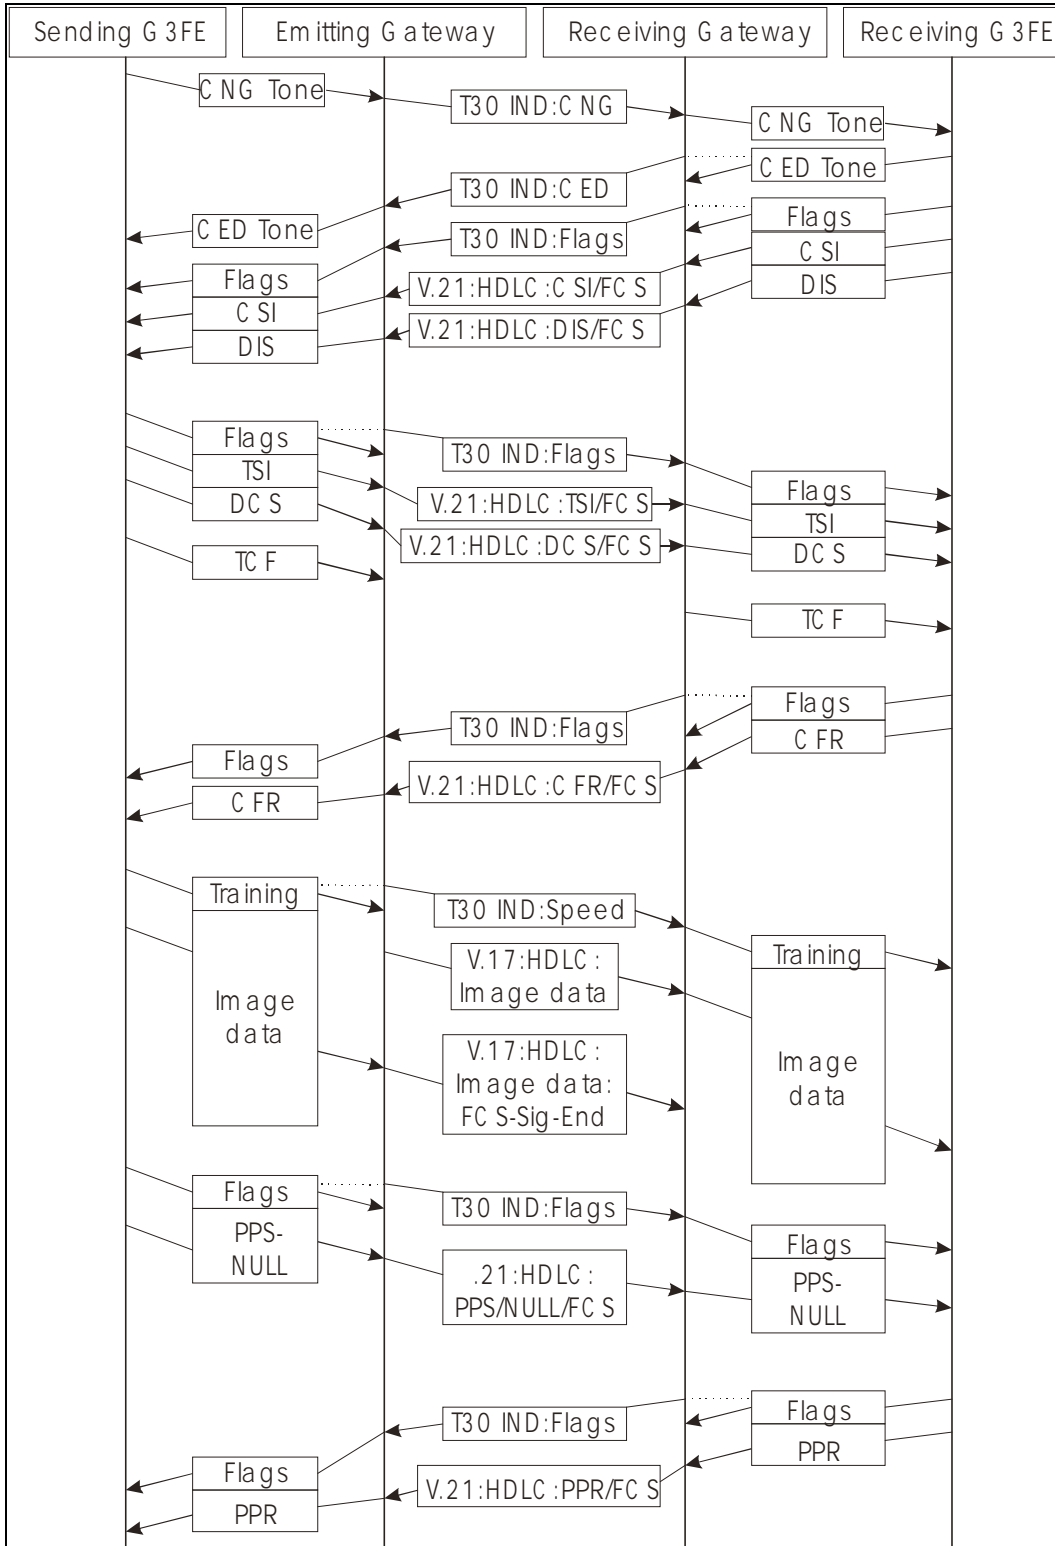 Sending G3FE
Emitting Gateway
Receiving Gateway
Receiving G3FE
CNG Tone
T30 IND:CNG
CNG Tone
CED Tone
T30 IND:CED
CED Tone
Flags
T30 IND:Flags
CSI
Flags
V.21:HDLC:CSI/FCS
DIS
CSI
V.21:HDLC:DIS/FCS
DIS
Flags
T30 IND:Flags
TSI
Flags
DCS
V.21:HDLC:TSI/FCS
TSI
V.21:HDLC:DCS/FCS
DCS
TCF
TCF
Flags
T30 IND:Flags
CFR
Flags
V.21:HDLC:CFR/FCS
CFR
Training
T30 IND:Speed
Training
V.17:HDLC:
Image data
Image
data
V.17:HDLC:
Image data:
FCS-Sig-End
Image
data
Flags
T30 IND:Flags
PPS-
NULL
Flags
.21:HDLC:
PPS/NULL/FCS
PPS-
NULL
Flags
T30 IND:Flags
PPR
Flags
V.21:HDLC:PPR/FCS
PPR